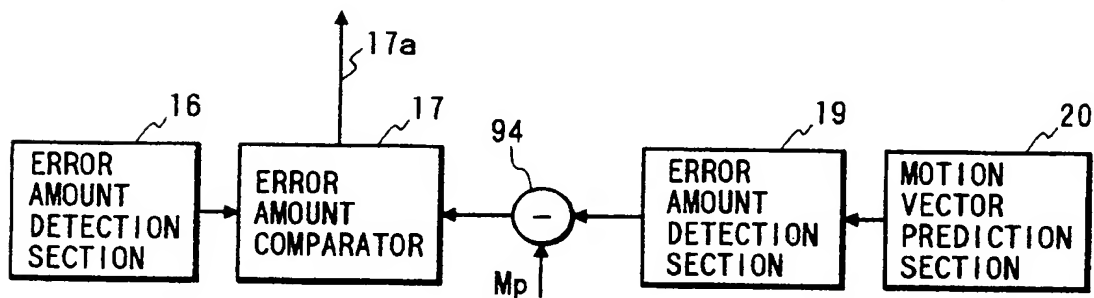 17a
16
ERROR
AMOUNT
DETECTION
SECTION
17
ERROR
AMOUNT
COMPARATOR
94
-
Mp
19
ERROR
AMOUNT
DETECTION
SECTION
20
MOTION
VECTOR
PREDICTION
SECTION